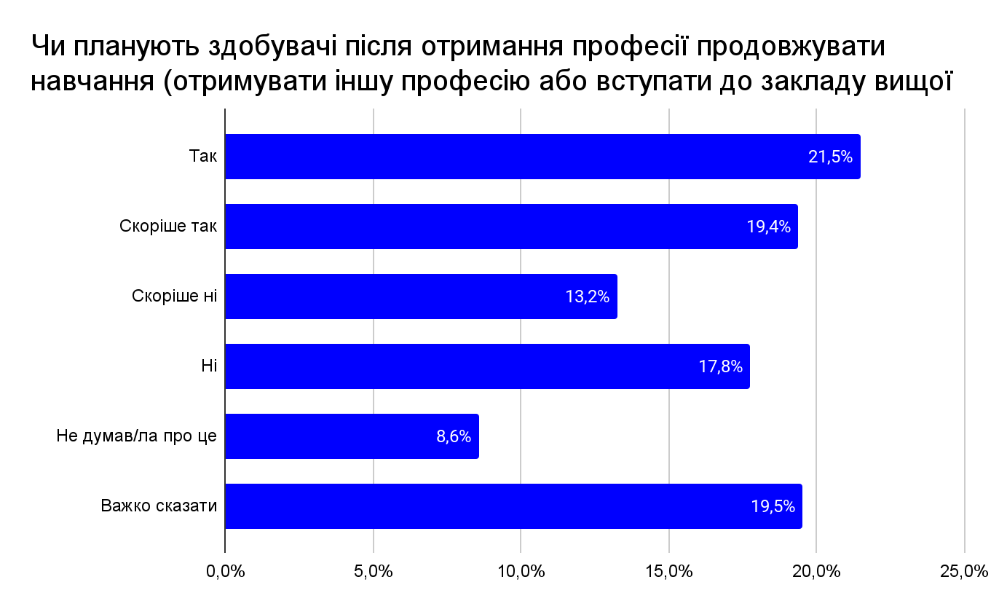 Чи планують здобувачі після отримання професії продовжувати
навчання (отримувати іншу професію або вступати до закладу вищої
Так
21,5%
Скоріше так
19,4%
Скоріше ні
13,2%
Ні
17,8%
Не думав/ла про це
8,6%
Важко сказати
19,5%
0,0% 5,0% 10,0% 15,0% 20,0% 25,0%